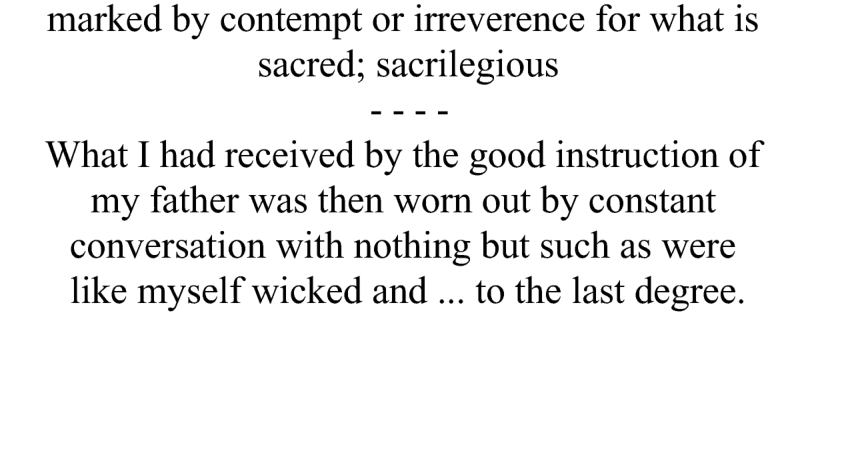 marked by contempt or irreverence for what is
sacred; sacrilegious
- - - -
What I had received by the good instruction of
my father was then worn out by constant
conversation with nothing but such as were
like myself wicked and ... to the last degree.